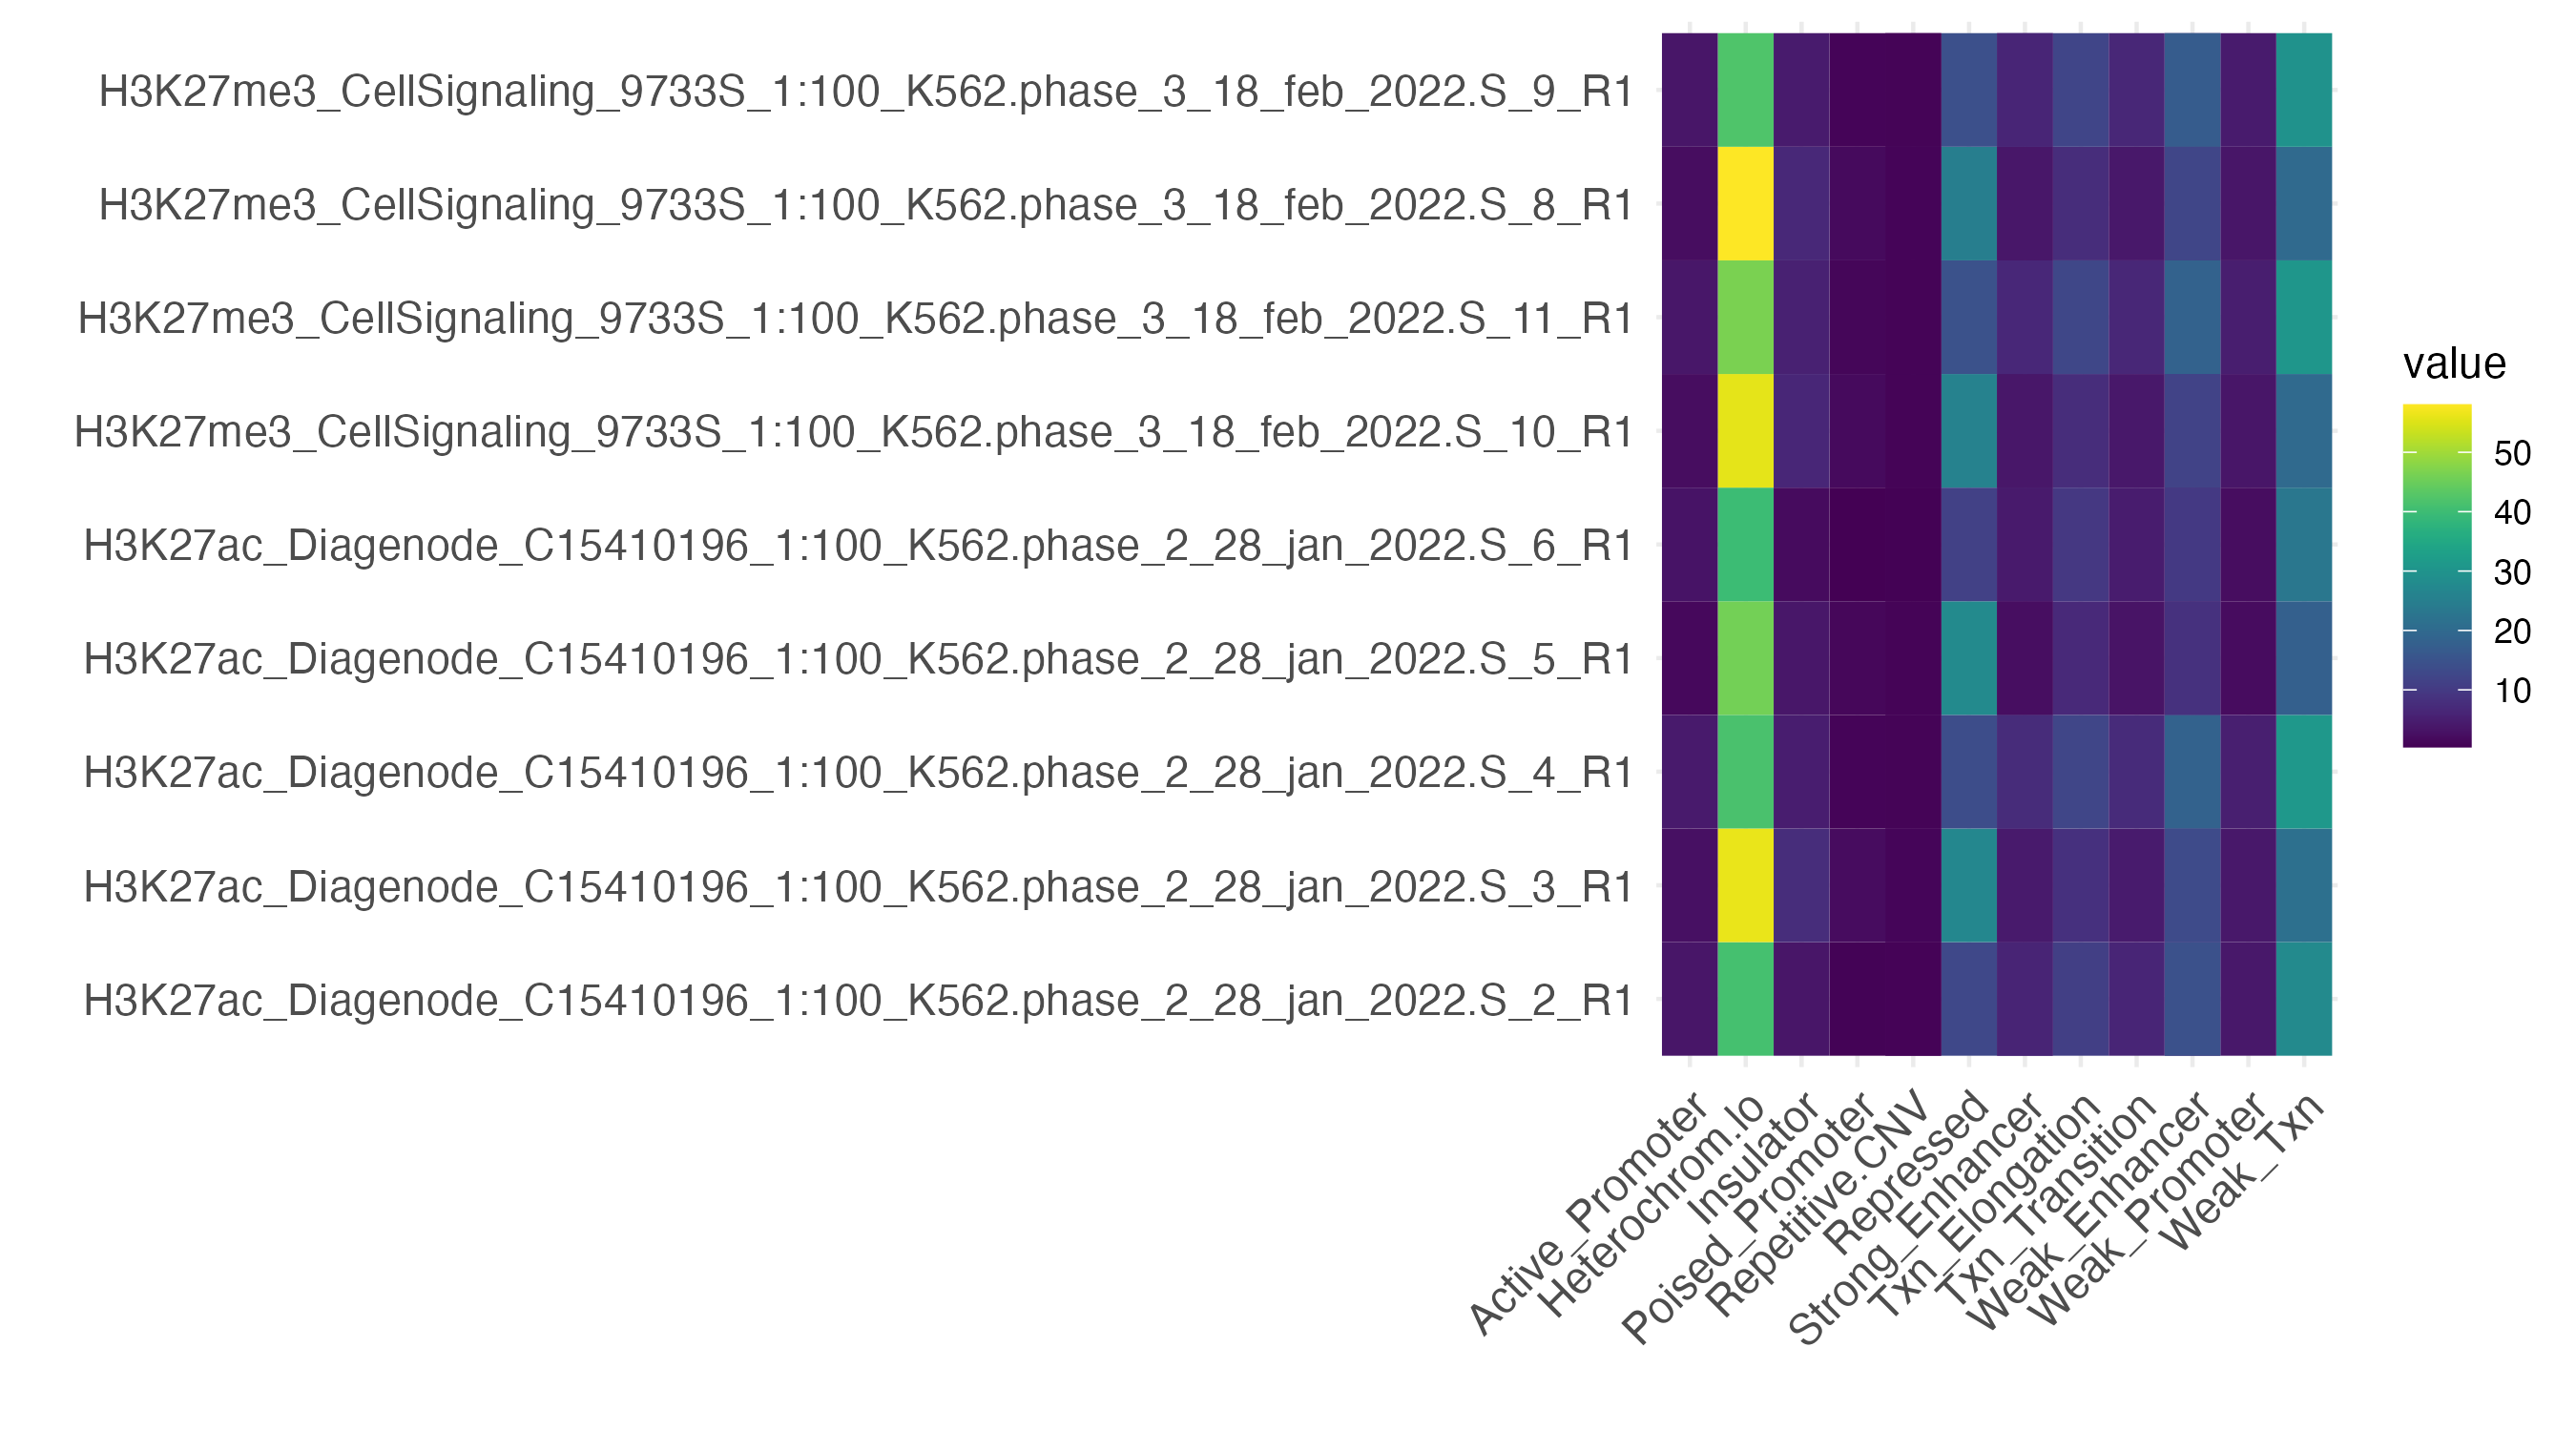 H3K27me3_CellSignaling_9733S_1:100_K562.phase_3_18_feb_2022.S_9_R1
H3K27me3_CellSignaling_9733S_1:100_K562.phase_3_18_feb_2022.S_8_R1
H3K27me3_CellSignaling_9733S_1:100_K562.phase_3_18_feb_2022.S_11_R1
H3K27me3_CellSignaling_9733S_1:100_K562.phase_3_18_feb_2022.S_10_R1
H3K27ac_Diagenode_C15410196_1:100_K562.phase_2_28_jan_2022.S_6_R1
H3K27ac_Diagenode_C15410196_1:100_K562.phase_2_28_jan_2022.S_5_R1
H3K27ac_Diagenode_C15410196_1:100_K562.phase_2_28_jan_2022.S_4_R1
H3K27ac_Diagenode_C15410196_1:100_K562.phase_2_28_jan_2022.S_3_R1
H3K27ac_Diagenode_C15410196_1:100_K562.phase_2_28_jan_2022.S_2_R1
Active_Promoter
Heterochrom.lo
Insulator
Poised_Promoter
Repetitive.CNV
Repressed
Strong_Enhancer
Txn_Elongation
Txn_Transition
Weak_Enhancer
Weak_Promoter
Weak_Txn
value
50
40
30
20
10